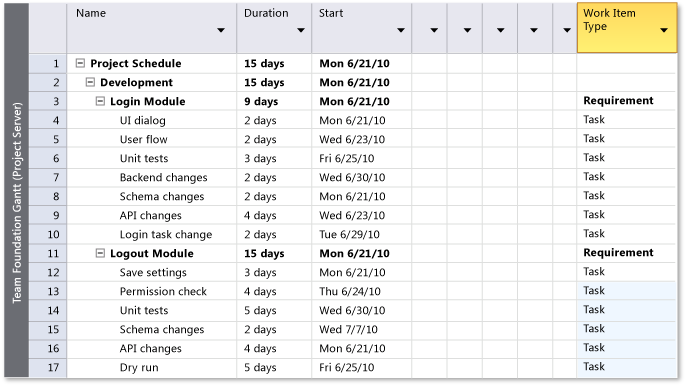 Team Foundation Gantt (Project Server)
Name Duration Start Work Item Type
1 Project Schedule 15 days Mon 6/21/10
2 Development 15 days Mon 6/21/10
3 Login Module 9 days Mon 6/21/10 Requirement
4 UI dialog 2 days Mon 6/21/10 Task
5 User flow 2 days Wed 6/23/10 Task
6 Unit tests 3 days Fri 6/25/10 Task
7 Backend changes 2 days Wed 6/30/10 Task
8 Schema changes 2 days Mon 6/21/10 Task
9 API changes 4 days Wed 6/23/10 Task
10 Login task change 2 days Tue 6/29/10 Task
11 Logout Module 15 days Mon 6/21/10 Requirement
12 Save settings 3 days Mon 6/21/10 Task
13 Permission check 4 days Thu 6/24/10 Task
14 Unit tests 5 days Wed 6/30/10 Task
15 Schema changes 2 days Wed 7/7/10 Task
16 API changes 4 days Mon 6/21/10 Task
17 Dry run 5 days Fri 6/25/10 Task